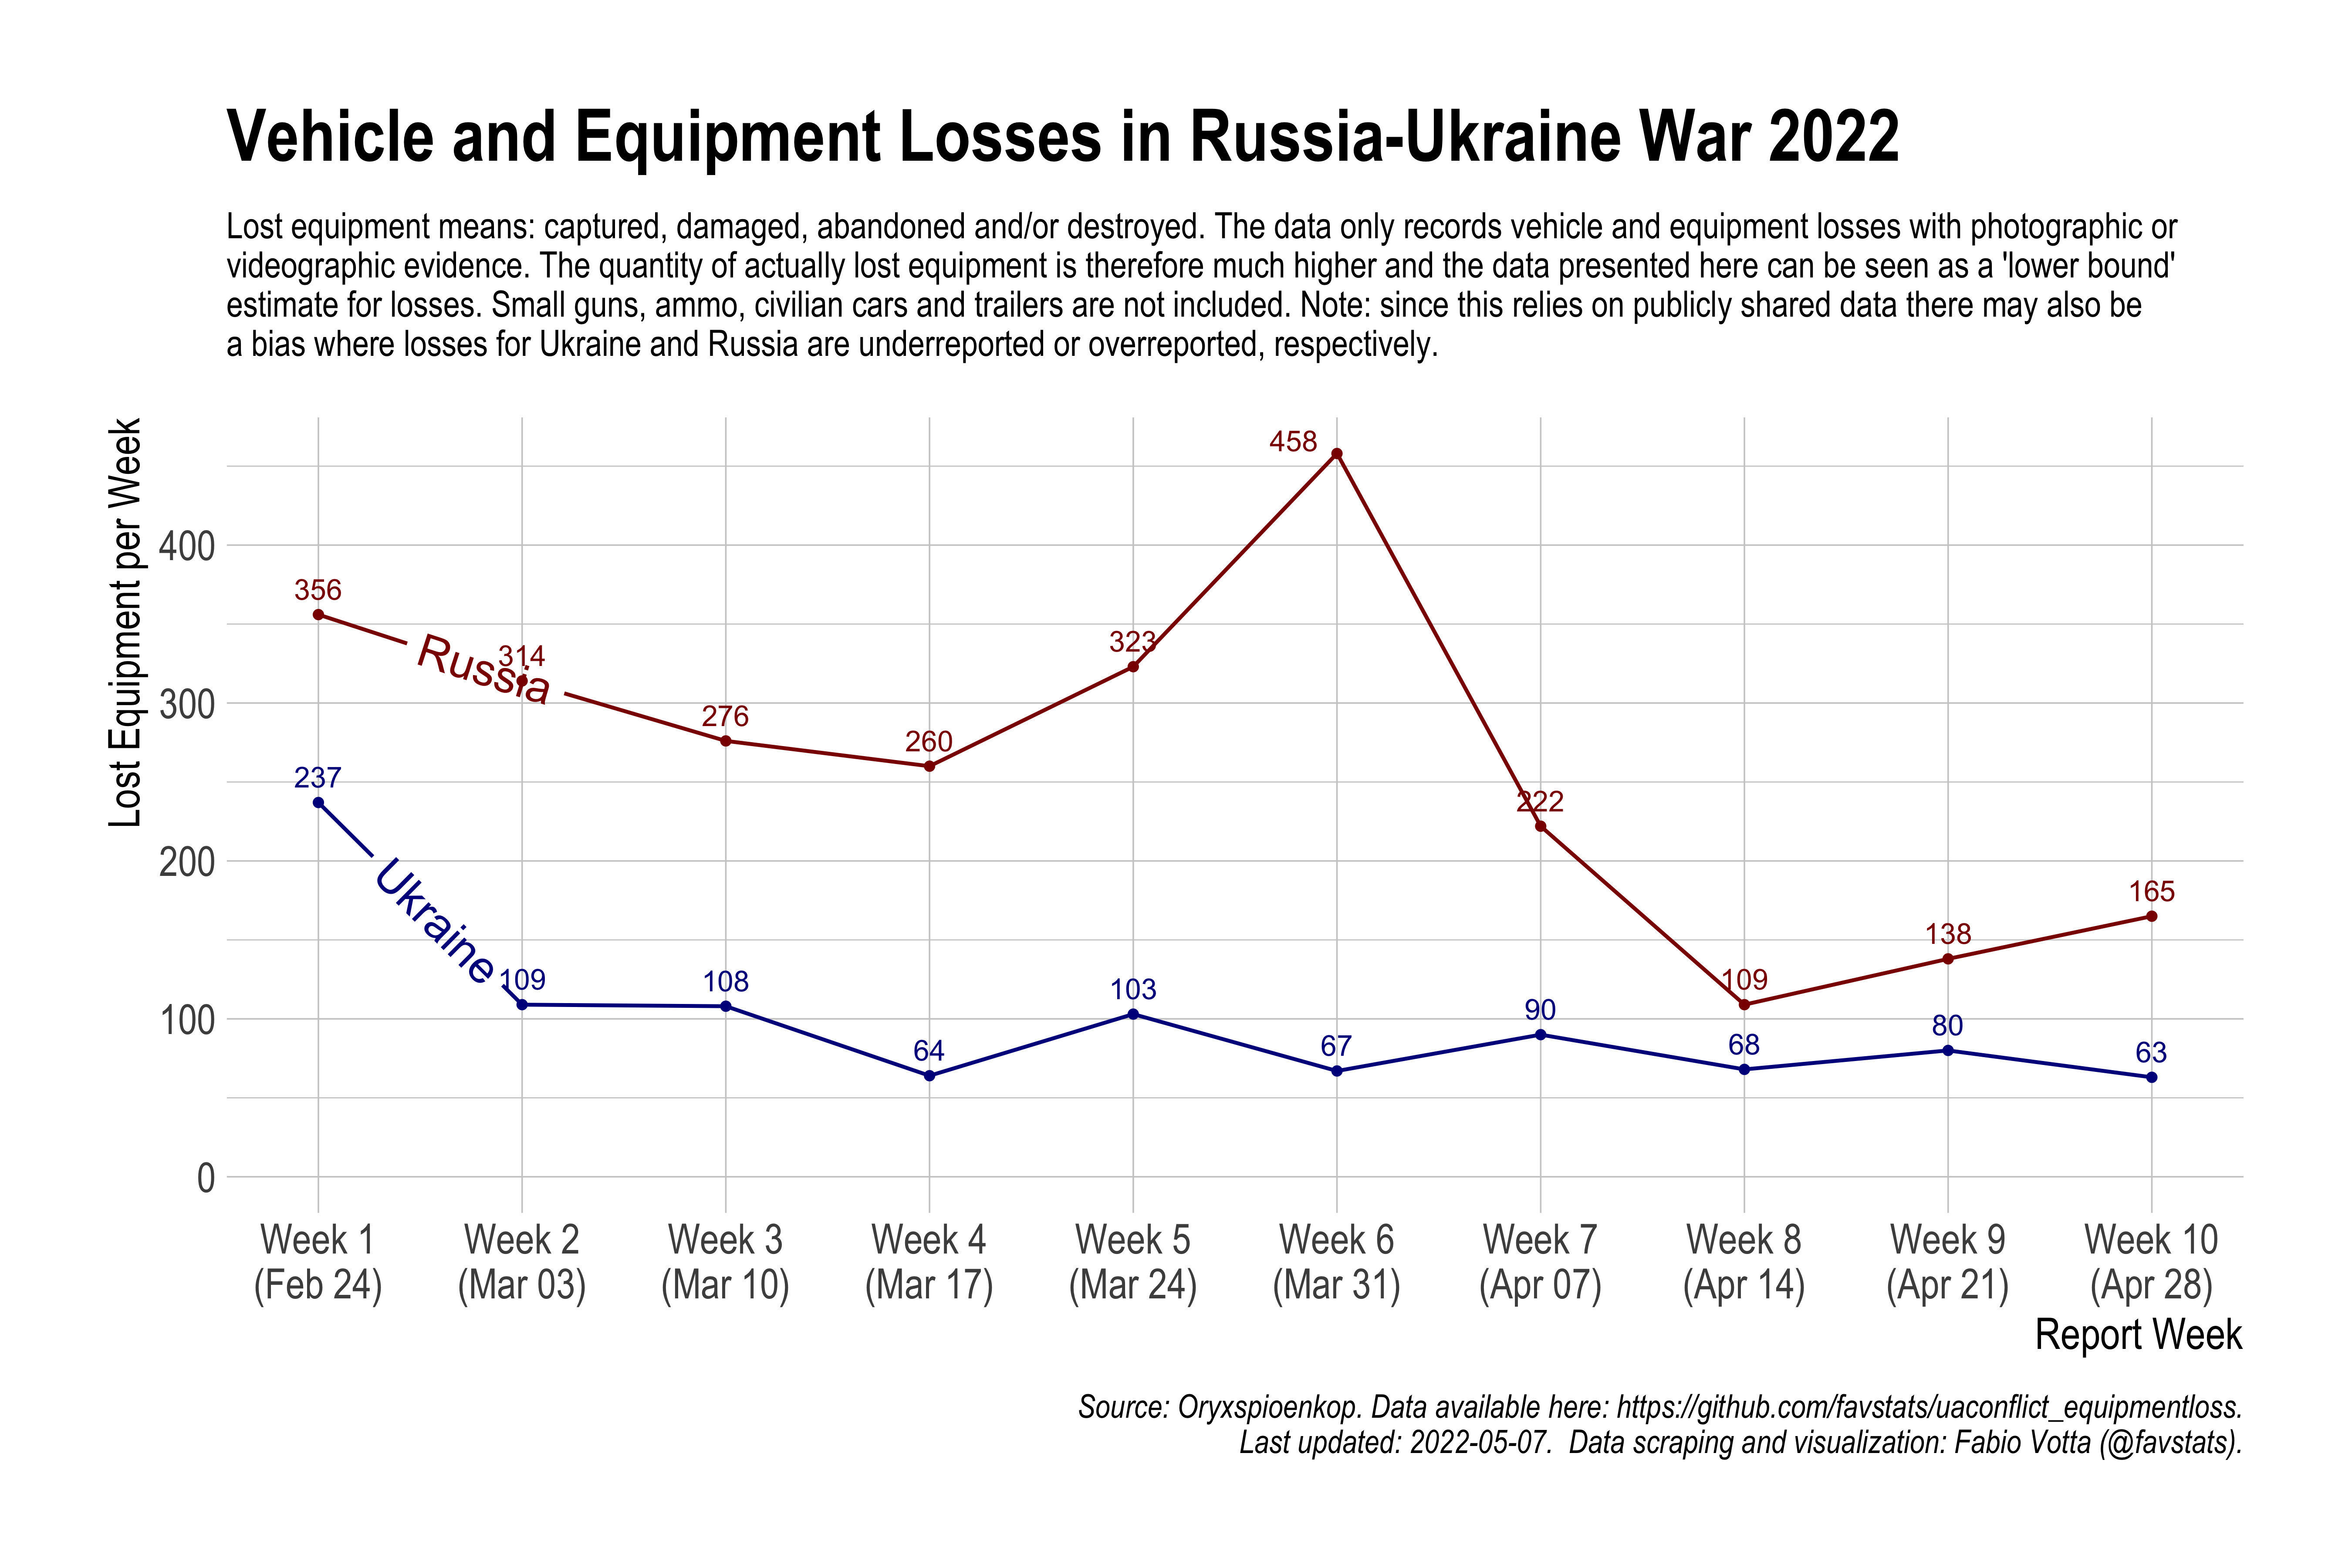 Vehicle and Equipment Losses in Russia-Ukraine War 2022
Lost equipment means: captured, damaged, abandoned and/or destroyed. The data only records vehicle and equipment losses with photographic or
videographic evidence. The quantity of actually lost equipment is therefore much higher and the data presented here can be seen as a 'lower bound'
estimate for losses. Small guns, ammo, civilian cars and trailers are not included. Note: since this relies on publicly shared data there may also be
a bias where losses for Ukraine and Russia are underreported or overreported, respectively.
Lost Equipment per Week
400
300
200
100
0
Russia
356
314
276
260
323
458
222
109
138
165
Ukraine
237
109
108
64
103
67
90
68
80
63
Week 1
(Feb 24)
Week 2
(Mar 03)
Week 3
(Mar 10)
Week 4
(Mar 17)
Week 5
(Mar 24)
Week 6
(Mar 31)
Week 7
(Apr 07)
Week 8
(Apr 14)
Week 9
(Apr 21)
Week 10
(Apr 28)
Report Week
Source: Oryxspioenkop. Data available here: https://github.com/favstats/uaconflict_equipmentloss.
Last updated: 2022-05-07.  Data scraping and visualization: Fabio Votta (@favstats).